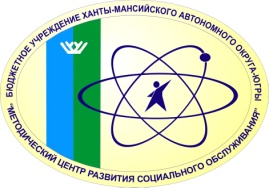 БЮДЖЕТНОЕ УЧРЕЖДЕНИЕ ХАНТЫ-МАНСИЙСКОГО АВТОНОМНОГО ОКРУГА-ЮГРЫ
"МЕТОДИЧЕСКИЙ ЦЕНТР РАЗВИТИЯ СОЦИАЛЬНОГО ОБСЛУЖИВАНИЯ"